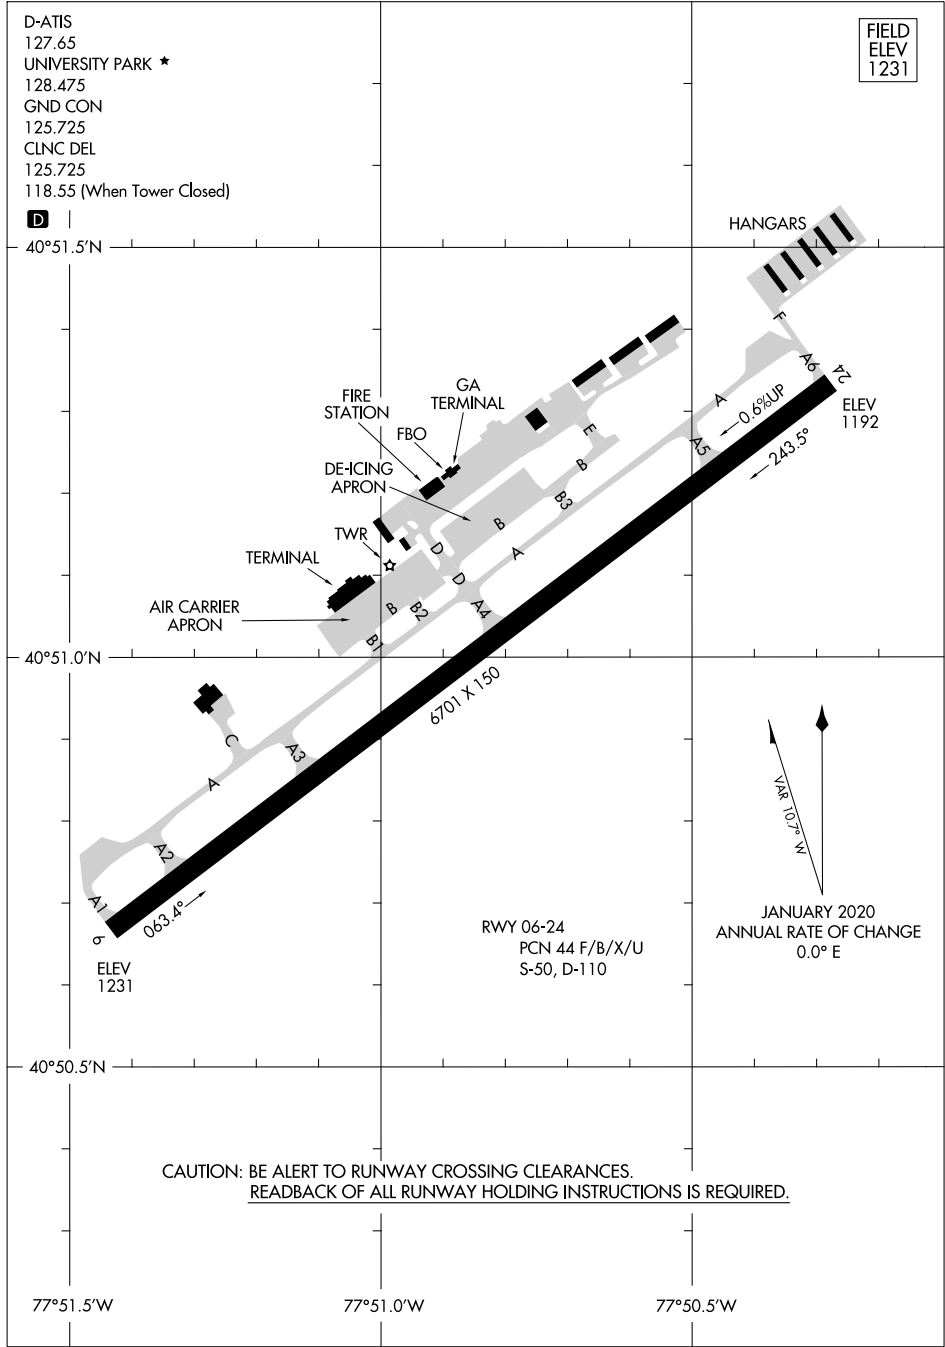 D-ATIS
127.65
UNIVERSITY PARK ★
128.475
GND CON
125.725
CLNC DEL
125.725
118.55 (When Tower Closed)
D
FIELD
ELEV
1231
40°51.5'N
HANGARS
F
A6
24
ELEV
1192
A
0.6%UP
243.5°
A5
GA
TERMINAL
FIRE
STATION
FBO
E
DE-ICING
APRON
B
B3
B
TWR
D
A
TERMINAL
D
AIR CARRIER
APRON
B
B2
A4
B1
40°51.0'N
6701 X 150
C
A3
A
VAR 10.7° W
A2
A1
063.4°
6
ELEV
1231
RWY 06-24
PCN 44 F/B/X/U
S-50, D-110
JANUARY 2020
ANNUAL RATE OF CHANGE
0.0° E
40°50.5'N
CAUTION: BE ALERT TO RUNWAY CROSSING CLEARANCES.
READBACK OF ALL RUNWAY HOLDING INSTRUCTIONS IS REQUIRED.
77°51.5'W
77°51.0'W
77°50.5'W